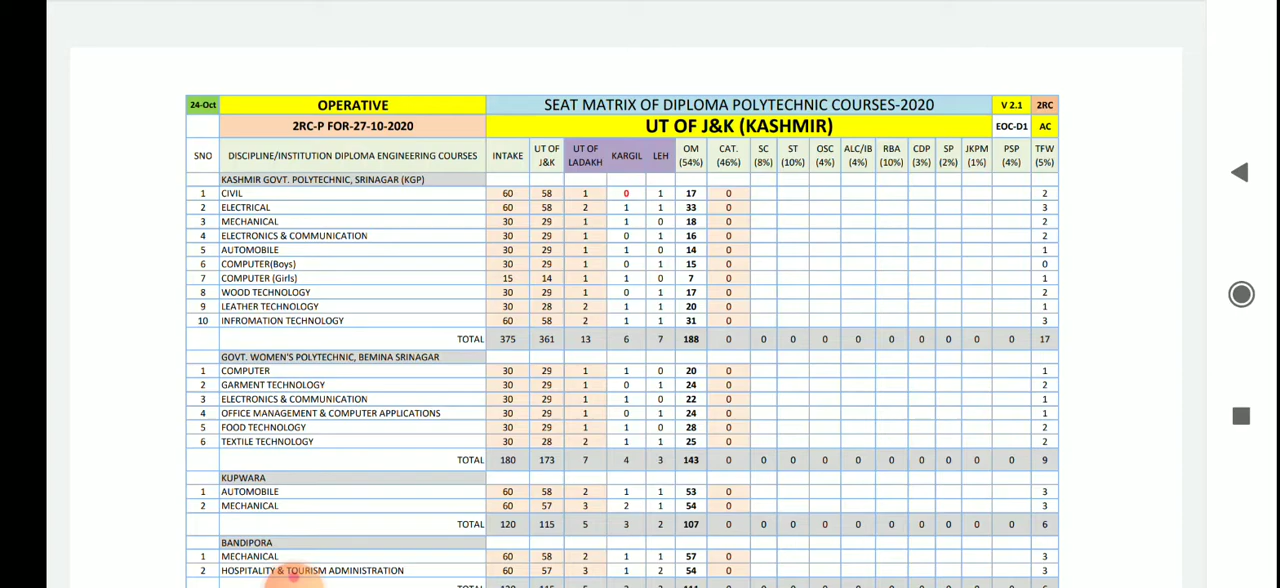 24-Oct OPERATIVE SEAT MATRIX OF DIPLOMA POLYTECHNIC COURSES-2020 V 2.1 2RC
2RC-P FOR-27-10-2020 UT OF J&K (KASHMIR) EOC-D1 AC
SNO DISCIPLINE/INSTITUTION DIPLOMA ENGINEERING COURSES INTAKE UT OF J&K UT OF LADAKH KARGIL LEH OM (54%) CAT. (46%) SC (8%) ST (10%) OSC (4%) ALC/IB (4%) RBA (10%) CDP (3%) SP (2%) JKPM (1%) PSP (4%) TFW (5%)
KASHMIR GOVT. POLYTECHNIC, SRINAGAR (KGP)
1 CIVIL 60 58 1 0 1 17 0 2
2 ELECTRICAL 60 58 2 1 1 33 0 3
3 MECHANICAL 30 29 1 1 0 18 0 2
4 ELECTRONICS & COMMUNICATION 30 29 1 0 1 16 0 2
5 AUTOMOBILE 30 29 1 1 0 14 0 1
6 COMPUTER(Boys) 30 29 1 0 1 15 0 0
7 COMPUTER (Girls) 15 14 1 1 0 7 0 1
8 WOOD TECHNOLOGY 30 29 1 0 1 17 0 2
9 LEATHER TECHNOLOGY 30 28 2 1 1 20 0 1
10 INFROMATION TECHNOLOGY 60 58 2 1 1 31 0 3
TOTAL 375 361 13 6 7 188 0 0 0 0 0 0 0 0 0 0 17
GOVT. WOMEN'S POLYTECHNIC, BEMINA SRINAGAR
1 COMPUTER 30 29 1 1 0 20 0 1
2 GARMENT TECHNOLOGY 30 29 1 0 1 24 0 2
3 ELECTRONICS & COMMUNICATION 30 29 1 1 0 22 0 1
4 OFFICE MANAGEMENT & COMPUTER APPLICATIONS 30 29 1 0 1 24 0 1
5 FOOD TECHNOLOGY 30 29 1 1 0 28 0 2
6 TEXTILE TECHNOLOGY 30 28 2 1 1 25 0 2
TOTAL 180 173 7 4 3 143 0 0 0 0 0 0 0 0 0 0 9
KUPWARA
1 AUTOMOBILE 60 58 2 1 1 53 0 3
2 MECHANICAL 60 57 3 2 1 54 0 3
TOTAL 120 115 5 3 2 107 0 0 0 0 0 0 0 0 0 0 6
BANDIPORA
1 MECHANICAL 60 58 2 1 1 57 0 3
2 HOSPITALITY & TOURISM ADMINISTRATION 60 57 3 1 2 54 0 3